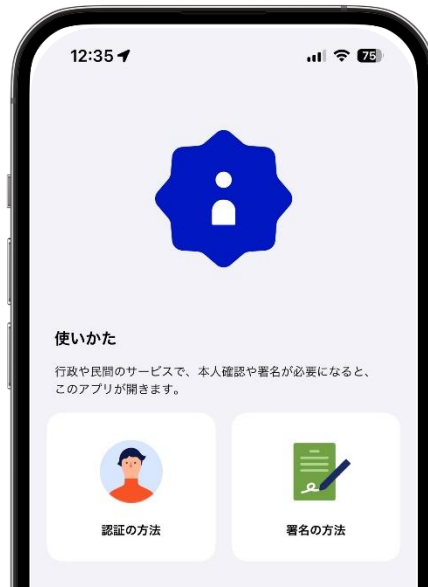 12:35
75
使いかた
行政や民間のサービスで、本人確認や署名が必要になると、
このアプリが開きます。
認証の方法
署名の方法